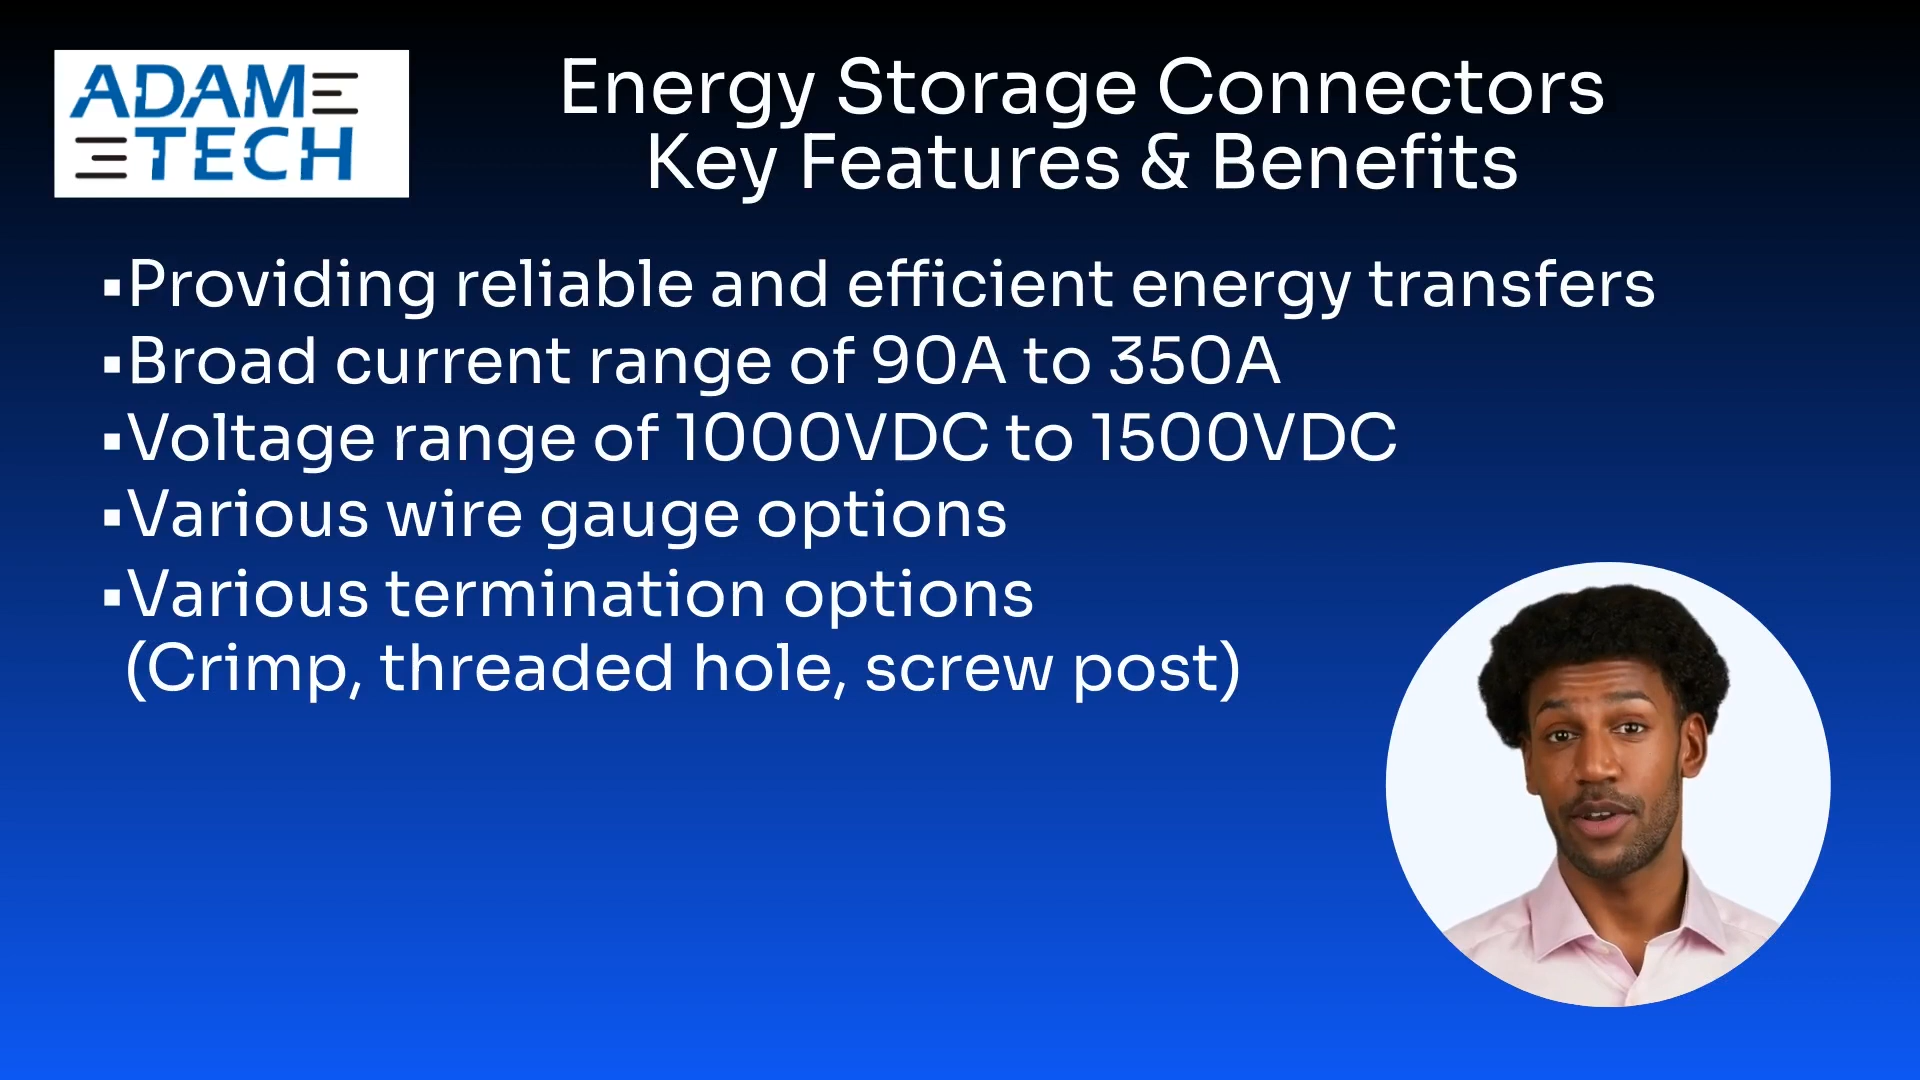 ADAM
TECH
Energy Storage Connectors
Key Features & Benefits
▪Providing reliable and efficient energy transfers
▪Broad current range of 90A to 350A
▪Voltage range of 1000VDC to 1500VDC
▪Various wire gauge options
▪Various termination options
(Crimp, threaded hole, screw post)